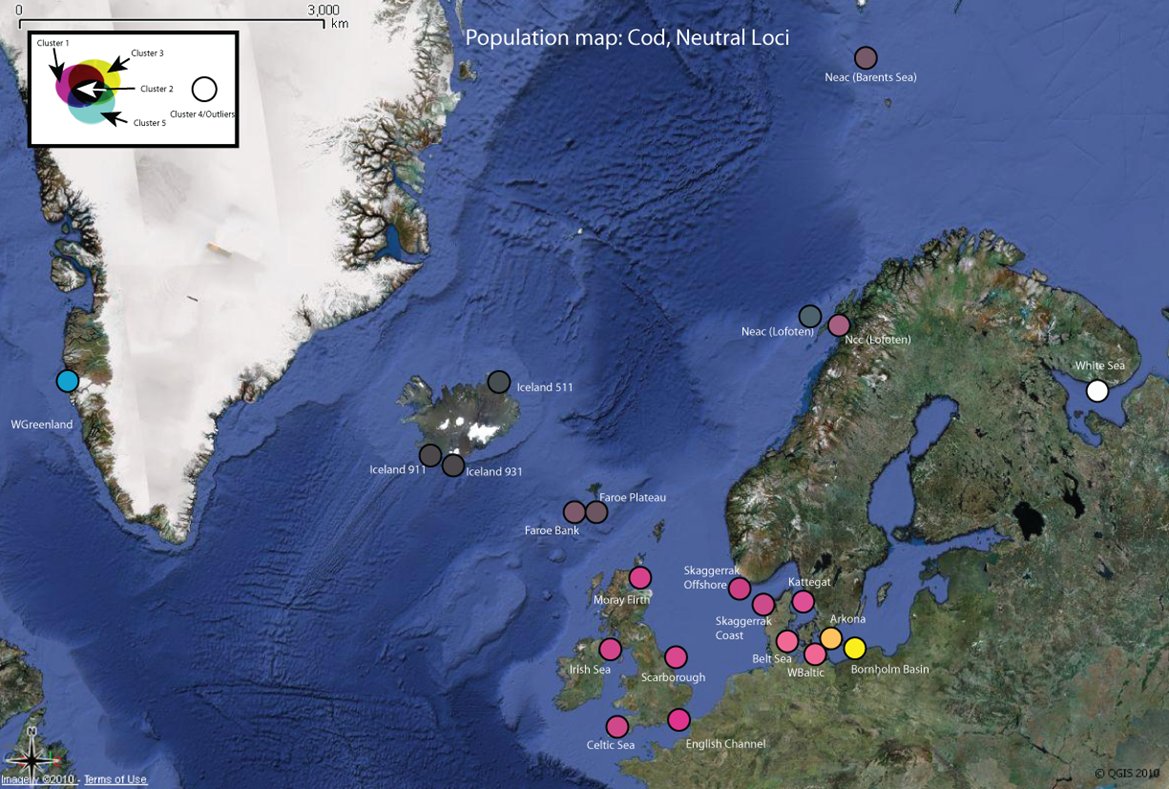 0 3,000
km
Population map: Cod, Neutral Loci
Cluster 1
Cluster 3
Cluster 2
Cluster 4/Outliers
Cluster 5
Neac (Barents Sea)
Neac (Lofoten)
Ncc (Lofoten)
White Sea
WGreenland
Iceland 511
Iceland 911
Iceland 931
Faroe Plateau
Faroe Bank
Skaggerrak
Offshore
Kattegat
Moray Firth
Skaggerrak
Coast
Arkona
Belt Sea
WBaltic
Bornholm Basin
Irish Sea
Scarborough
Celtic Sea
English Channel
Imagery ©2010 - Terms of Use
© QGIS 2010